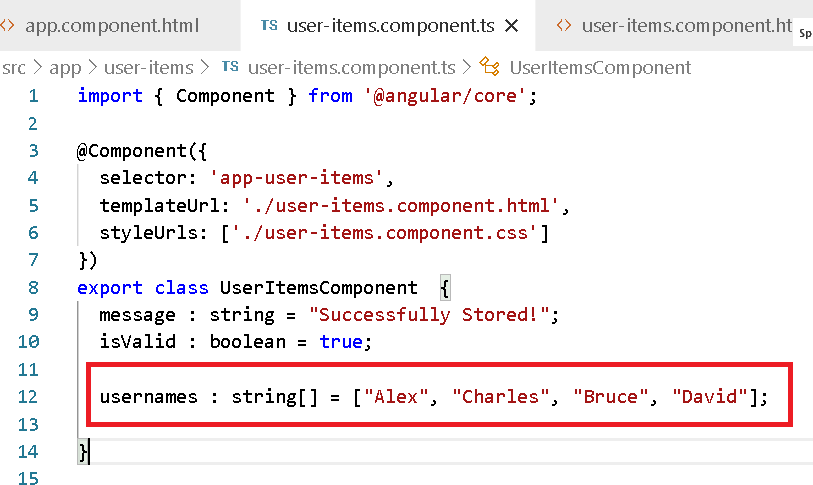 <> app.component.html TS user-items.component.ts × <> user-items.component.ht Sp
src > app > user-items > TS user-items.component.ts > UserItemsComponent
1 import { Component } from '@angular/core';
2
3 @Component({
4 selector: 'app-user-items',
5 templateUrl: './user-items.component.html',
6 styleUrls: ['./user-items.component.css']
7 })
8 export class UserItemsComponent {
9 message : string = "Successfully Stored!";
10 isValid : boolean = true;
11
12 usernames : string[] = ["Alex", "Charles", "Bruce", "David"];
13
14 }
15